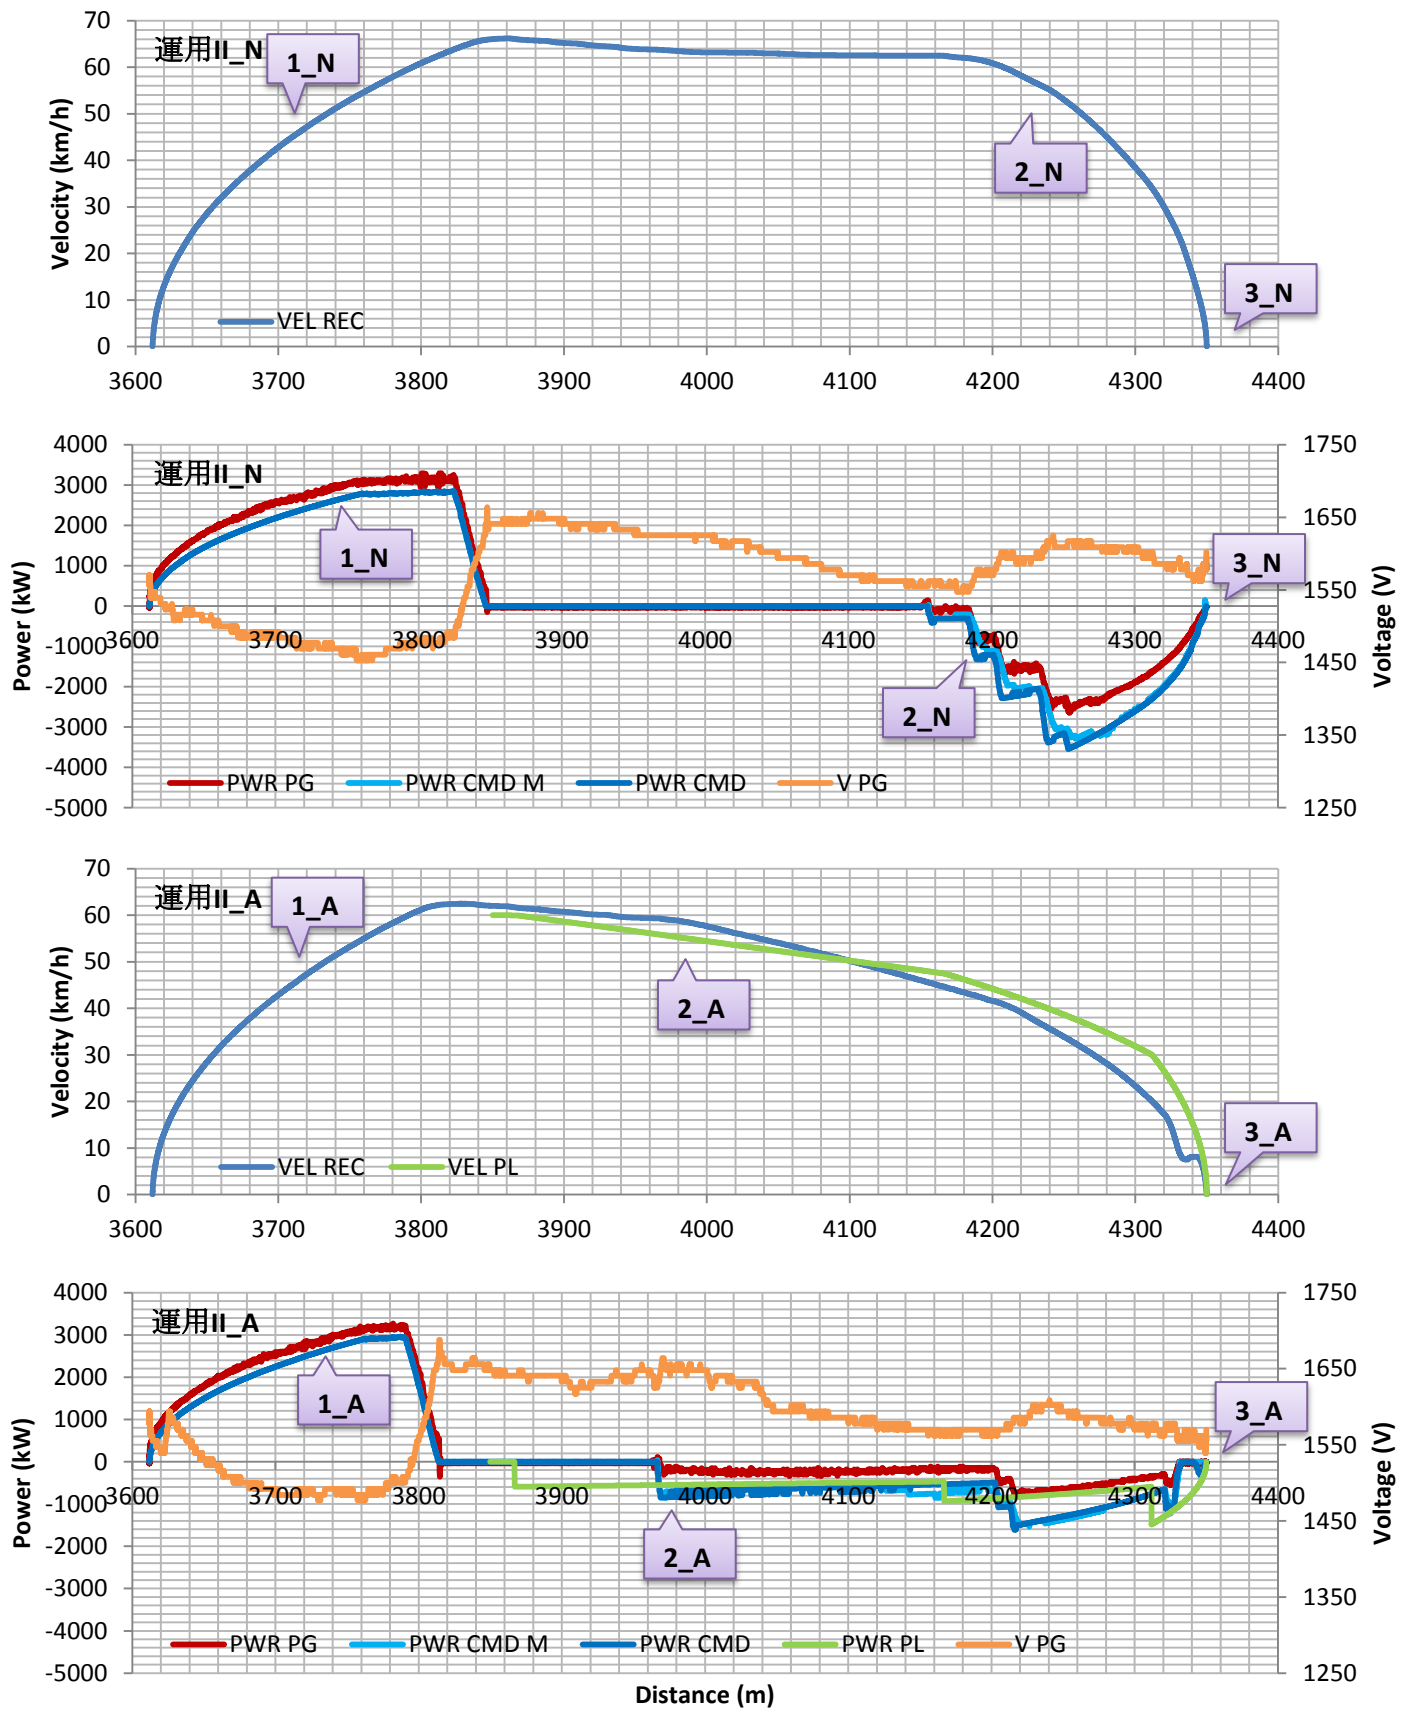 運用II_N
1_N
2_N
3_N
Velocity (km/h)
70
60
50
40
30
20
10
0
VEL REC
3600 3700 3800 3900 4000 4100 4200 4300 4400
運用II_N
1_N
2_N
3_N
Power (kW)
4000
3000
2000
1000
0
-1000
-2000
-3000
-4000
-5000
3600 3700 3800 3900 4000 4100 4200 4300 4400
1750
1650
1550
1450
1350
1250
Voltage (V)
PWR PG PWR CMD M PWR CMD V PG
運用II_A
1_A
2_A
3_A
Velocity (km/h)
70
60
50
40
30
20
10
0
VEL REC VEL PL
3600 3700 3800 3900 4000 4100 4200 4300 4400
運用II_A
1_A
2_A
3_A
Power (kW)
4000
3000
2000
1000
0
-1000
-2000
-3000
-4000
-5000
3600 3700 3800 3900 4000 4100 4200 4300 4400
1750
1650
1550
1450
1350
1250
Voltage (V)
PWR PG PWR CMD M PWR CMD PWR PL V PG
Distance (m)